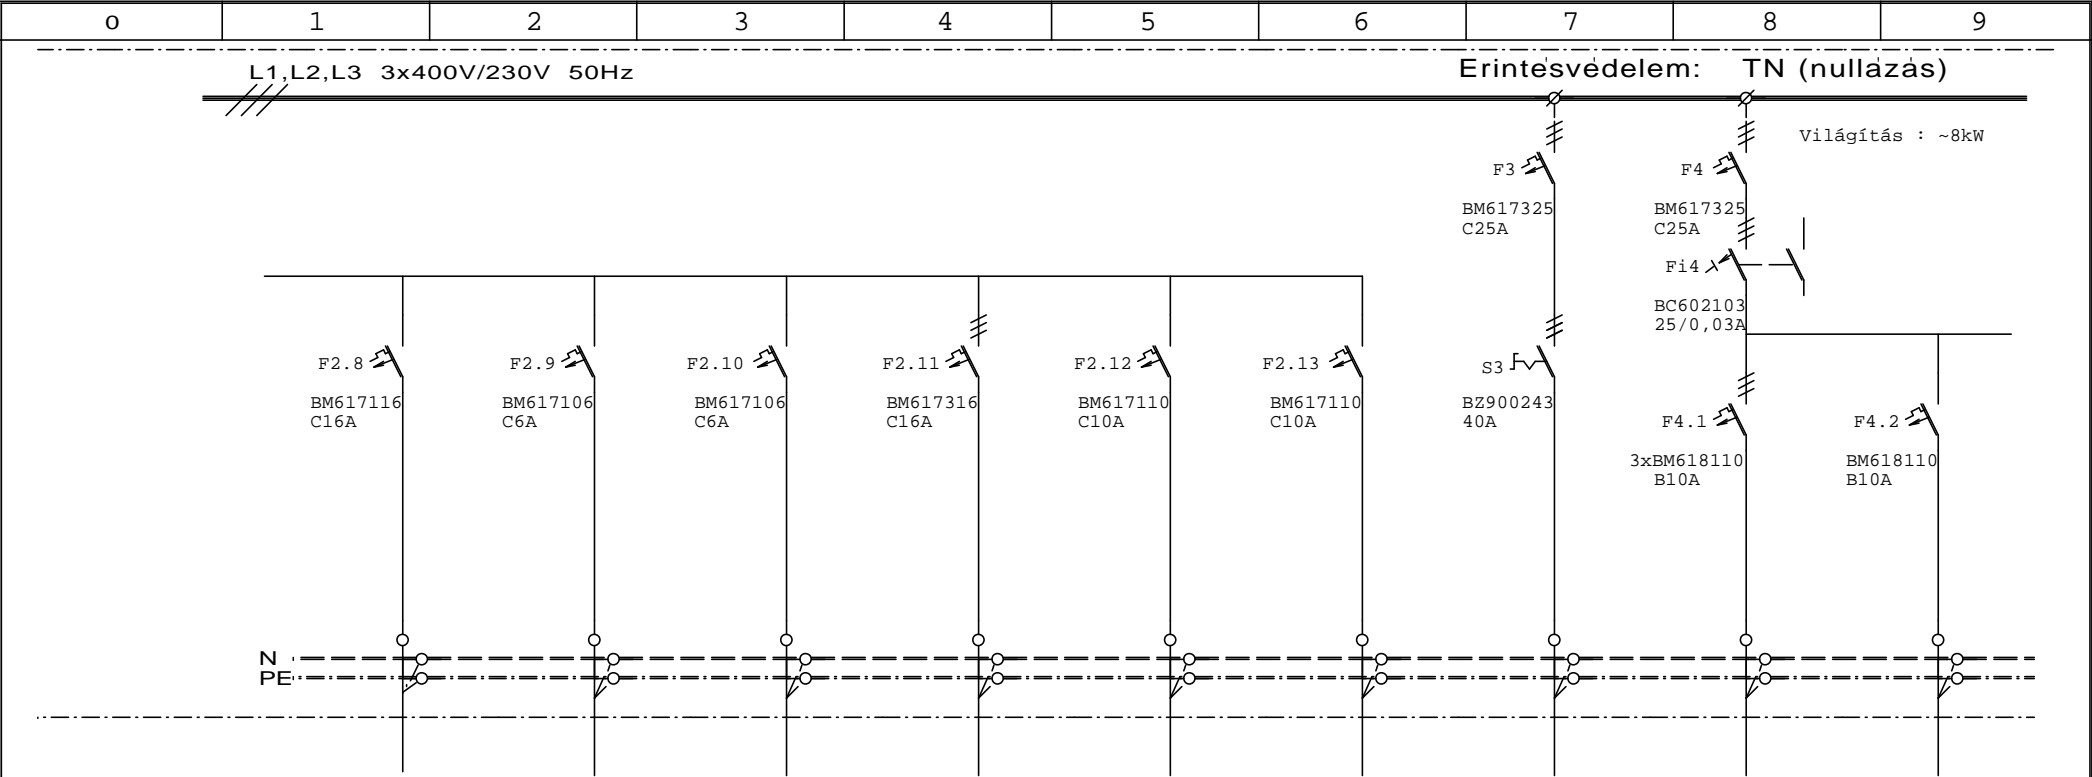 o 1 2 3 4 5 6 7 8 9
L1,L2,L3 3x400V/230V 50Hz
Érintésvédelem: TN (nullázás)
Világítás : ~8kW
F3
F4
BM617325
C25A
BM617325
C25A
Fi4
BC602103
25/0,03A
F2.8
F2.9
F2.10
F2.11
F2.12
F2.13
S3
BM617116
C16A
BM617106
C6A
BM617106
C6A
BM617316
C16A
BM617110
C10A
BM617110
C10A
BZ900243
40A
F4.1
F4.2
3xBM618110
B10A
BM618110
B10A
N
PE